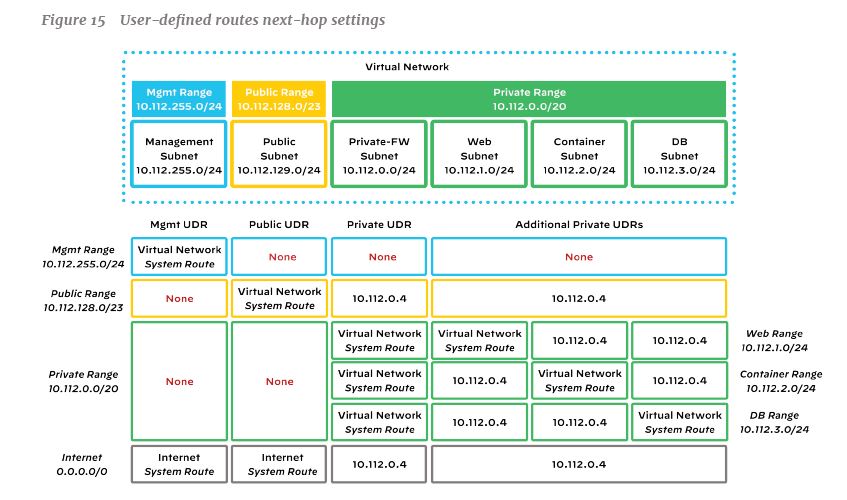 Figure 15 User-defined routes next-hop settings
Virtual Network
Mgmt Range
10.112.255.0/24
Public Range
10.112.128.0/23
Private Range
10.112.0.0/20
Management
Subnet
10.112.255.0/24
Public
Subnet
10.112.129.0/24
Private-FW
Subnet
10.112.0.0/24
Web
Subnet
10.112.1.0/24
Container
Subnet
10.112.2.0/24
DB
Subnet
10.112.3.0/24
Mgmt UDR
Public UDR
Private UDR
Additional Private UDRs
Mgmt Range
10.112.255.0/24
Virtual Network
System Route
None
None
None
Public Range
10.112.128.0/23
None
Virtual Network
System Route
10.112.0.4
10.112.0.4
Private Range
10.112.0.0/20
None
None
Virtual Network
System Route
Virtual Network
System Route
10.112.0.4
10.112.0.4
Web Range
10.112.1.0/24
Virtual Network
System Route
10.112.0.4
Virtual Network
System Route
10.112.0.4
Container Range
10.112.2.0/24
Virtual Network
System Route
10.112.0.4
10.112.0.4
Virtual Network
System Route
DB Range
10.112.3.0/24
Internet
0.0.0.0/0
Internet
System Route
Internet
System Route
10.112.0.4
10.112.0.4